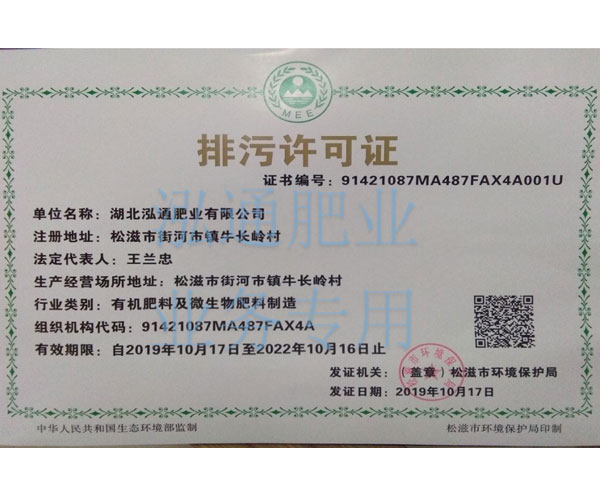 MEE
排污许可证
证书编号：91421087MA487FAX4A001U
单位名称：湖北泓通肥业有限公司
注册地址：松滋市街河市镇牛长岭村
法定代表人：王兰忠
生产经营场所地址：松滋市街河市镇牛长岭村
行业类别：有机肥料及微生物肥料制造
组织机构代码：91421087MA487FAX4A
有效期限：自2019年10月17日至2022年10月16日止
发证机关：（盖章）松滋市环境保护局
发证日期：2019年10月17日
中华人民共和国生态环境部监制
松滋市环境保护局印制
泓通肥业
业务专用